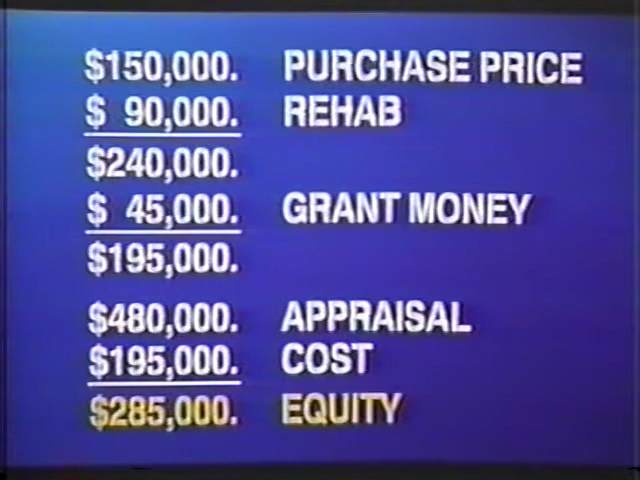 $150,000. PURCHASE PRICE
$ 90,000. REHAB
$240,000.
$ 45,000. GRANT MONEY
$195,000.
$480,000. APPRAISAL
$195,000. COST
$285,000. EQUITY